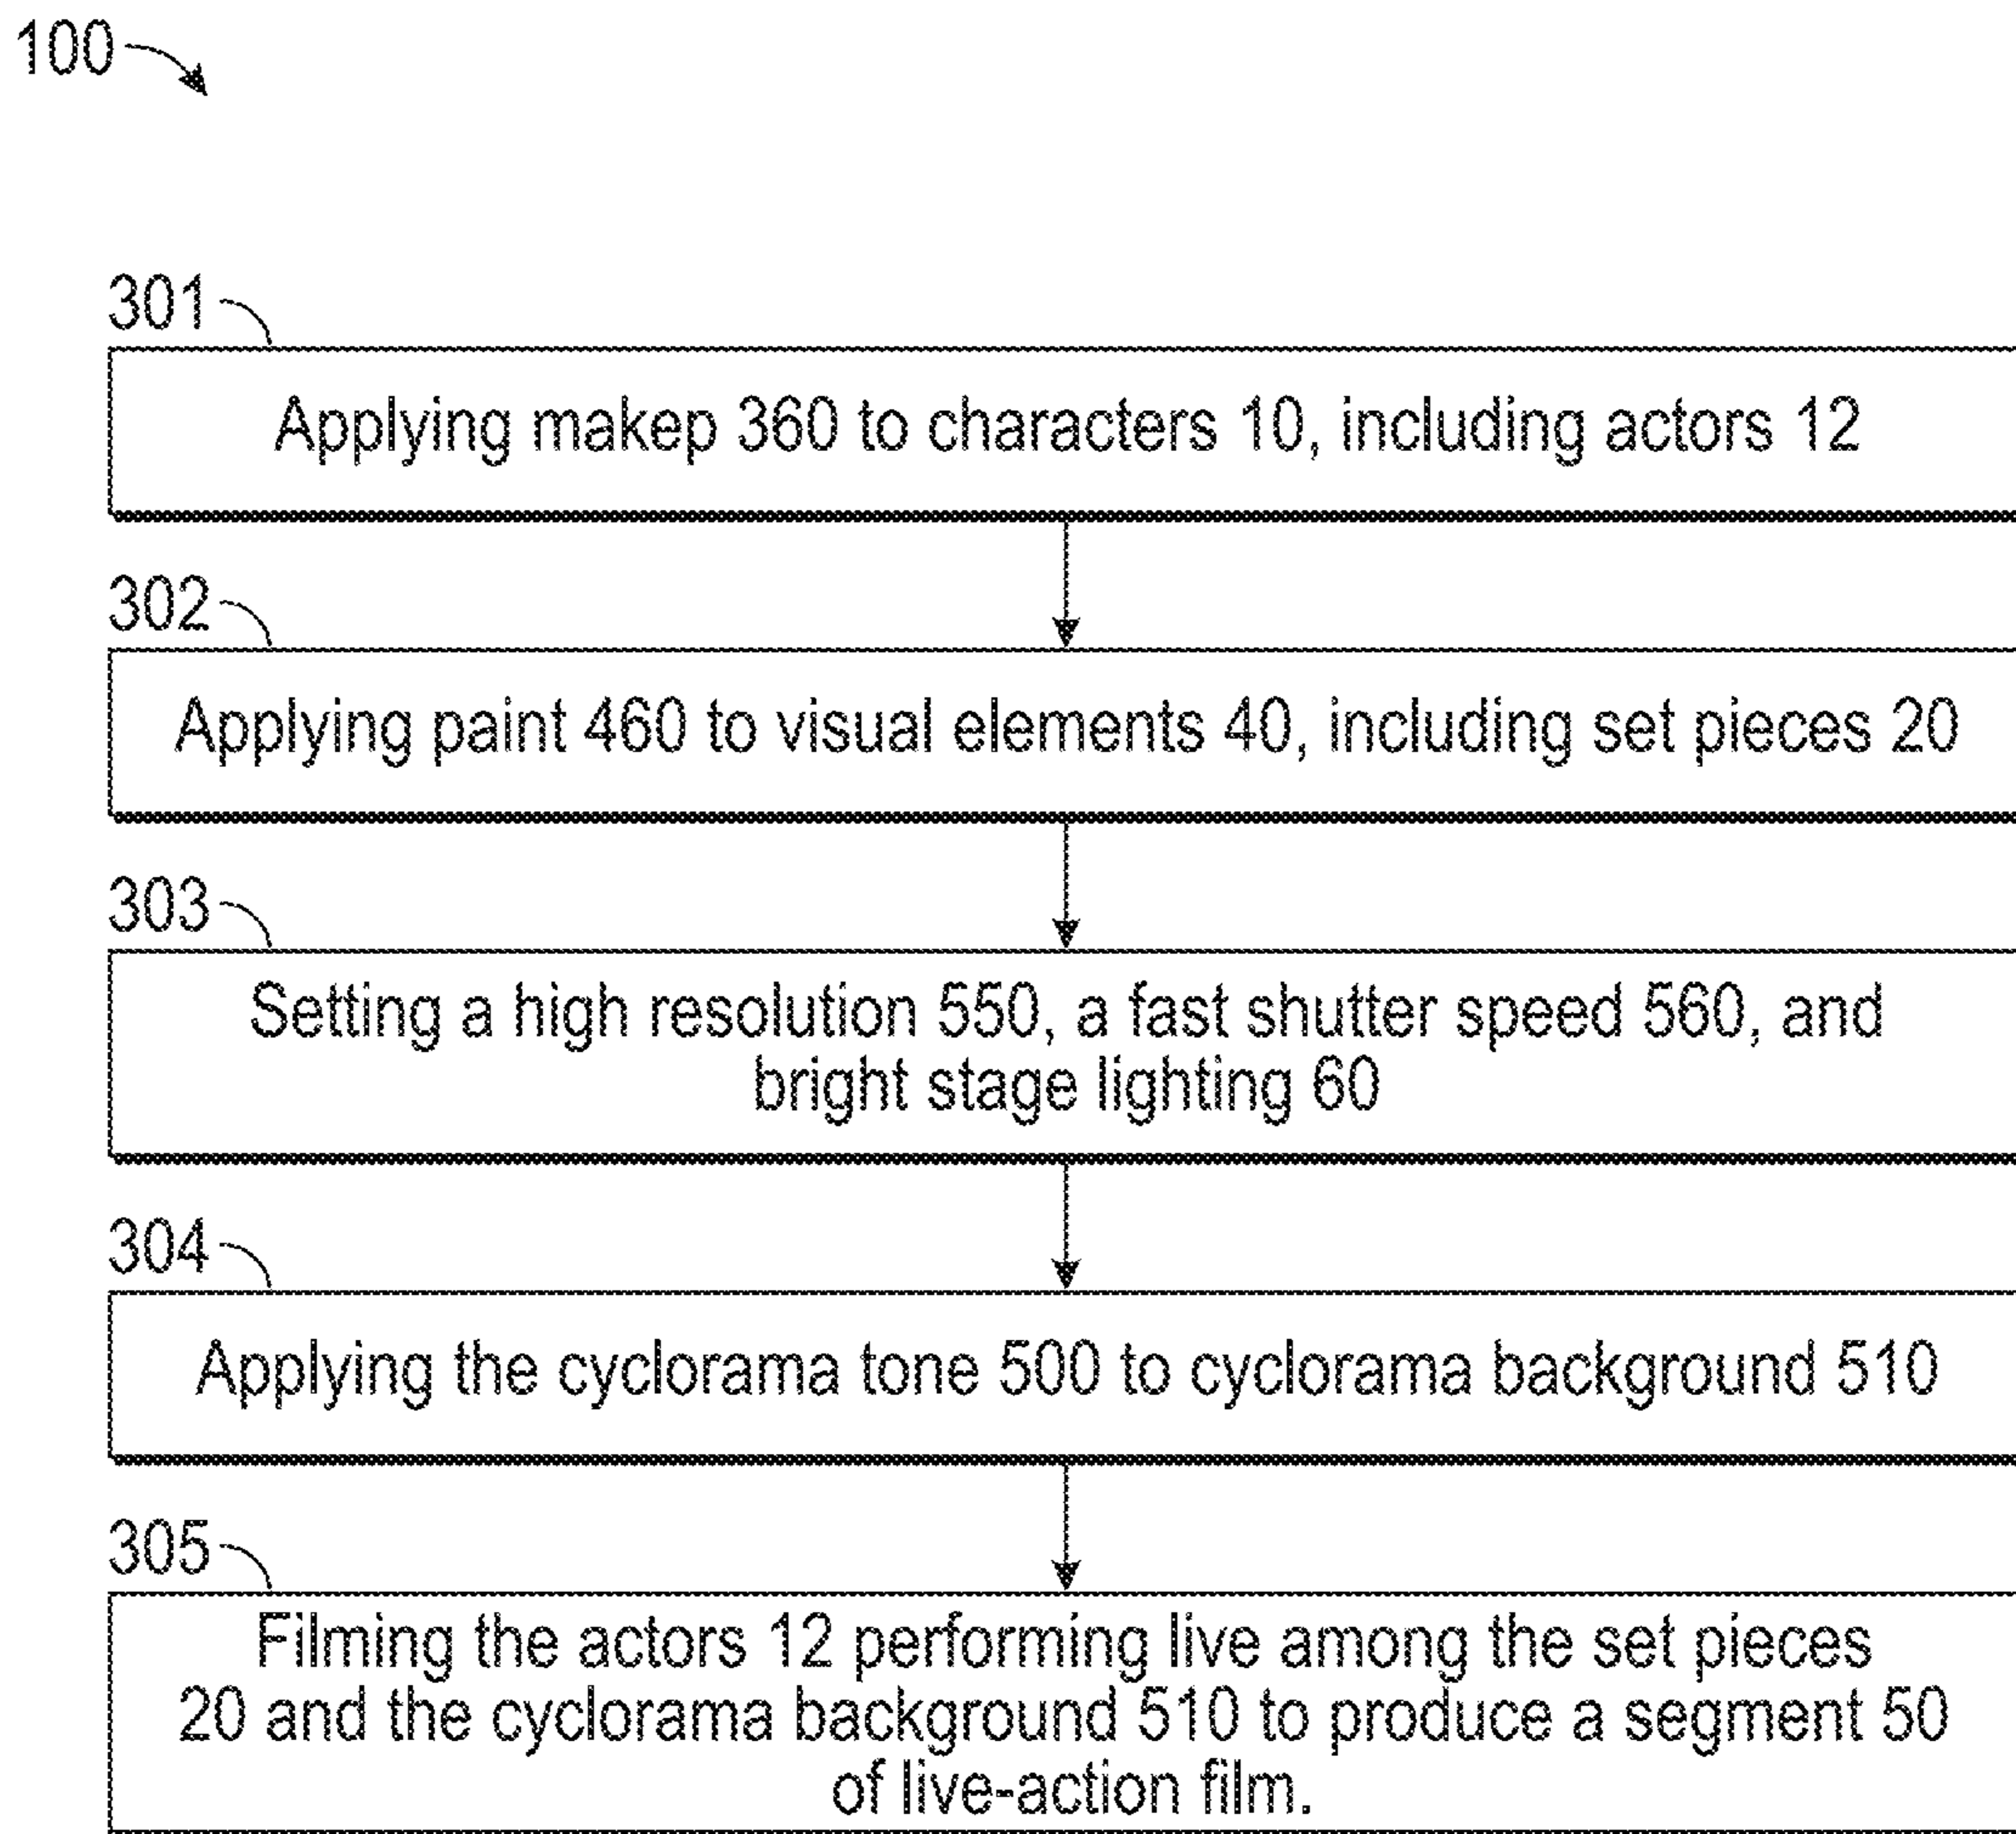 100
301
Applying makep 360 to characters 10, including actors 12
302
Applying paint 460 to visual elements 40, including set pieces 20
303
Setting a high resolution 550, a fast shutter speed 560, and
bright stage lighting 60
304
Applying the cyclorama tone 500 to cyclorama background 510
305
Filming the actors 12 performing live among the set pieces
20 and the cyclorama background 510 to produce a segment 50
of live-action film.